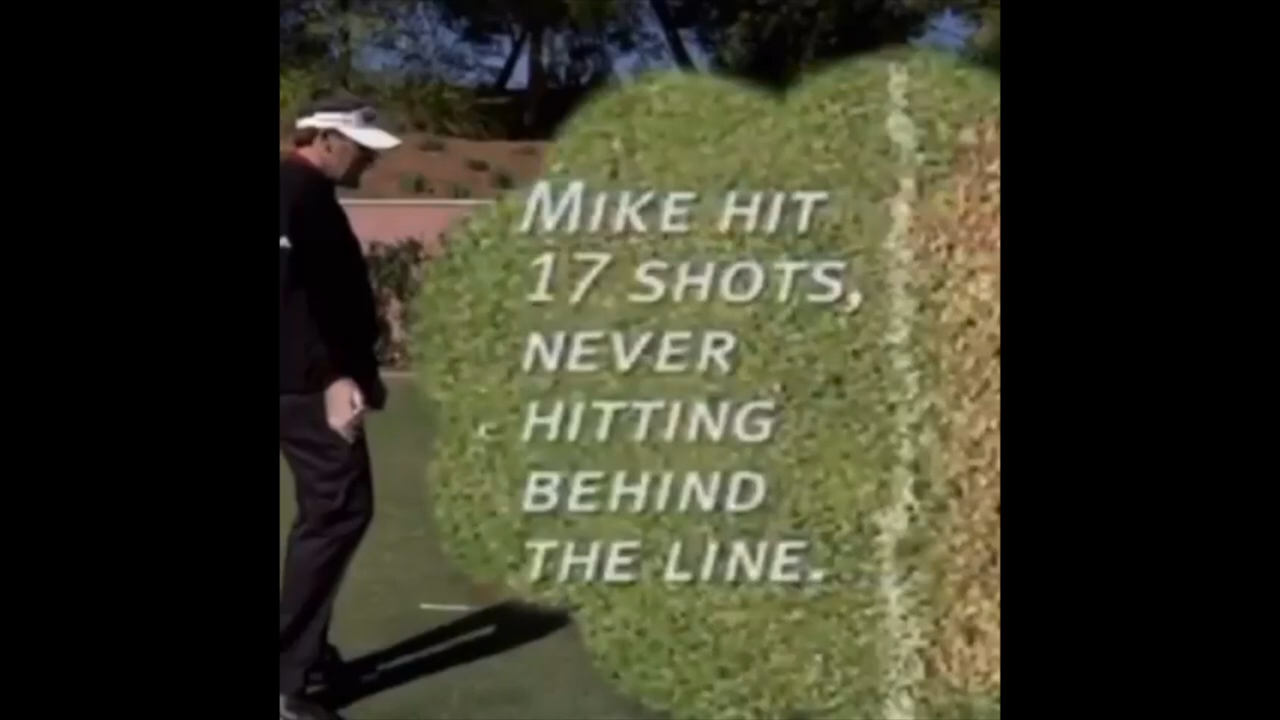 MIKE HIT
17 SHOTS,
NEVER
HITTING
BEHIND
THE LINE.